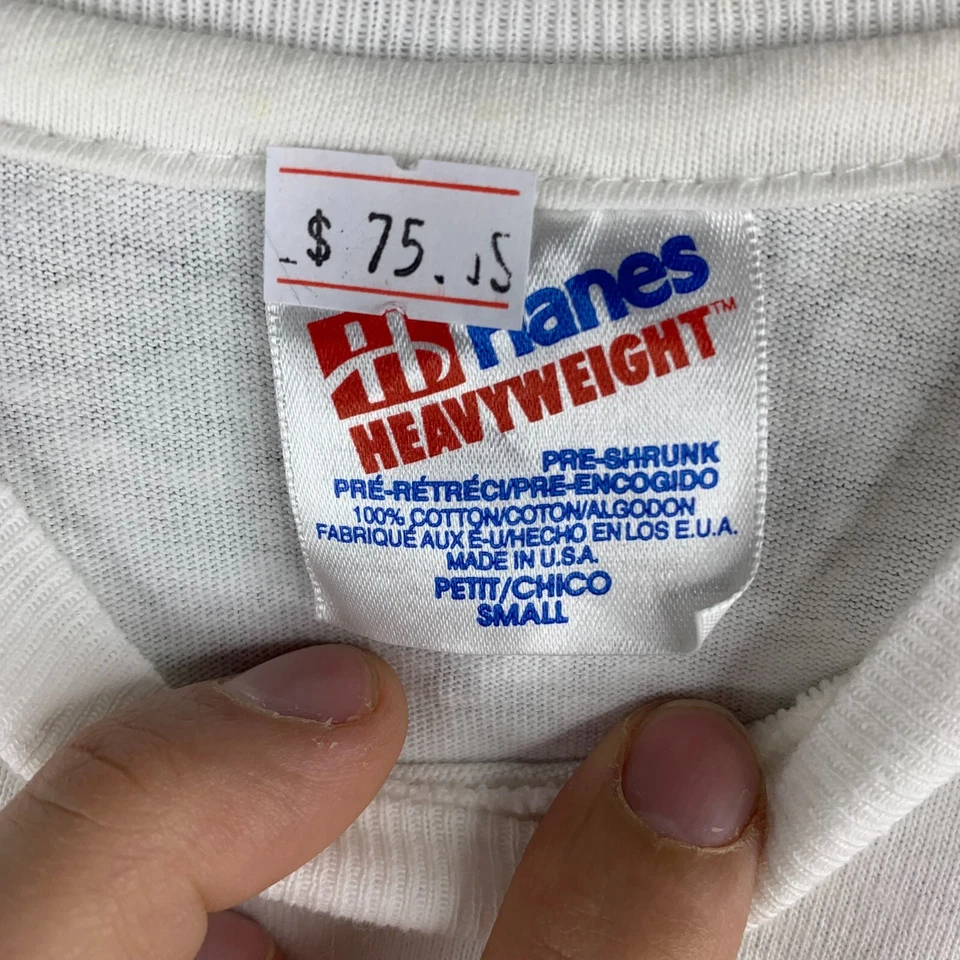 $ 75.
Hanes
HEAVYWEIGHT™
PRE-SHRUNK
PRÉ-RÉTRÉCI/PRE-ENCOGIDO
100% COTTON/COTON/ALGODON
FABRIQUÉ AUX É-U/HECHO EN LOS E.U.A.
MADE IN U.S.A.
PETIT/CHICO
SMALL